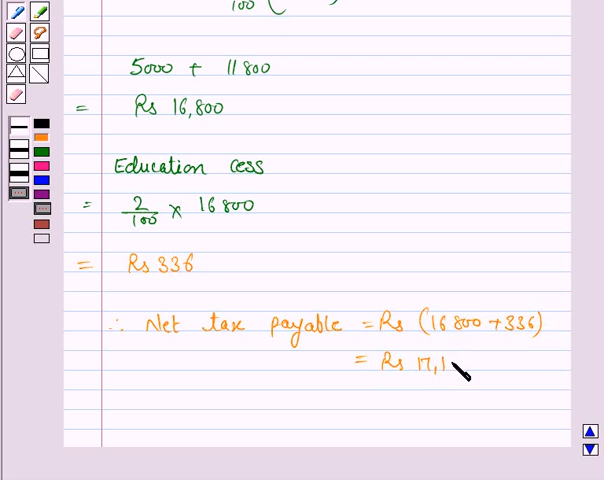 100 (
5000 + 11800
= Rs 16,800
Education cess
= 2/100 × 16800
= Rs 336
∴ Net tax payable = Rs (16800 + 336)
= Rs 17,1